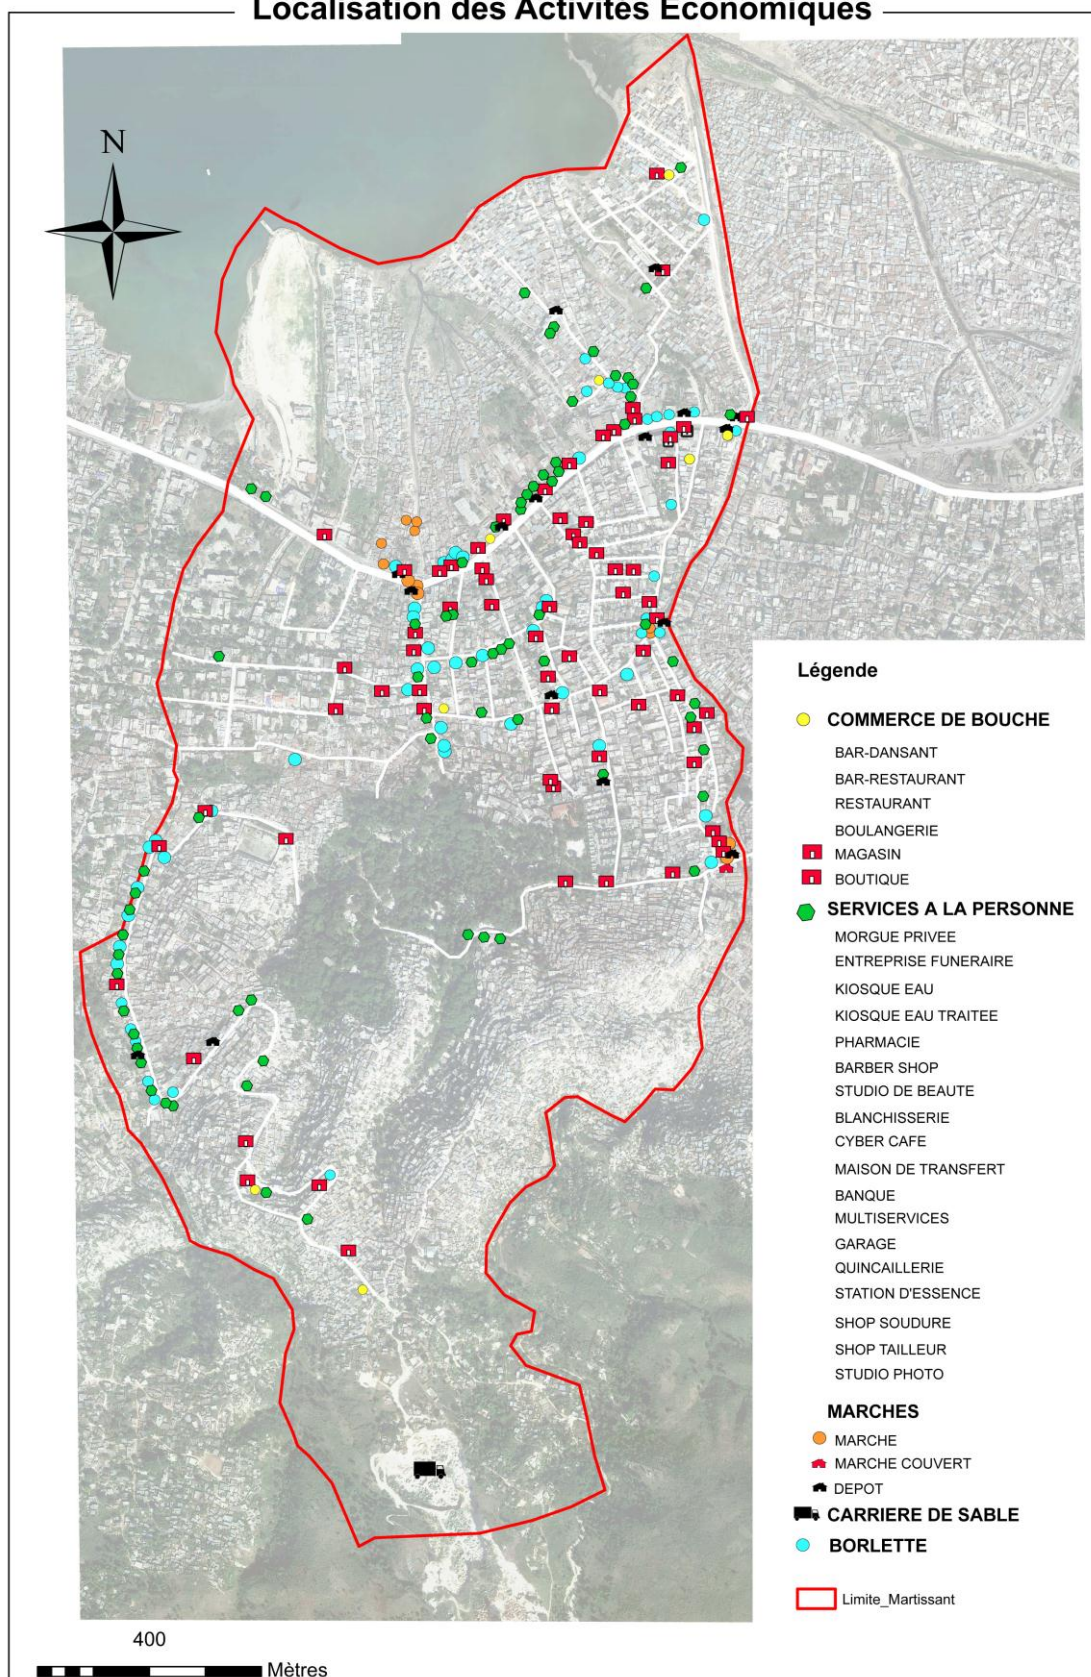 Localisation des Activités Economiques
N
Légende
COMMERCE DE BOUCHE
BAR-DANSANT
BAR-RESTAURANT
RESTAURANT
BOULANGERIE
MAGASIN
BOUTIQUE
SERVICES A LA PERSONNE
MORGUE PRIVEE
ENTREPRISE FUNERAIRE
KIOSQUE EAU
KIOSQUE EAU TRAITEE
PHARMACIE
BARBER SHOP
STUDIO DE BEAUTE
BLANCHISSERIE
CYBER CAFE
MAISON DE TRANSFERT
BANQUE
MULTISERVICES
GARAGE
QUINCAILLERIE
STATION D'ESSENCE
SHOP SOUDURE
SHOP TAILLEUR
STUDIO PHOTO
MARCHES
MARCHE
MARCHE COUVERT
DEPOT
CARRIERE DE SABLE
BORLETTE
Limite_Martissant
400
Mètres